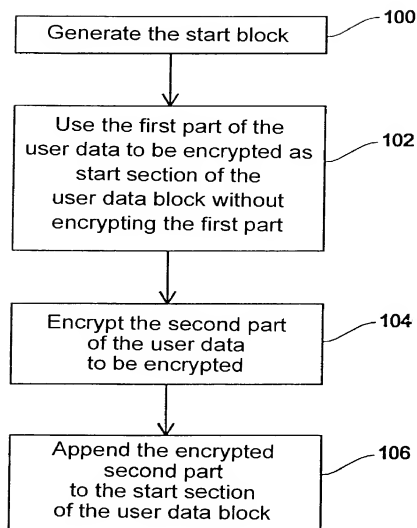 Generate the start block
100
Use the first part of the
user data to be encrypted as
start section of the
user data block without
encrypting the first part
102
Encrypt the second part
of the user data
to be encrypted
104
Append the encrypted
second part
to the start section
of the user data block
106